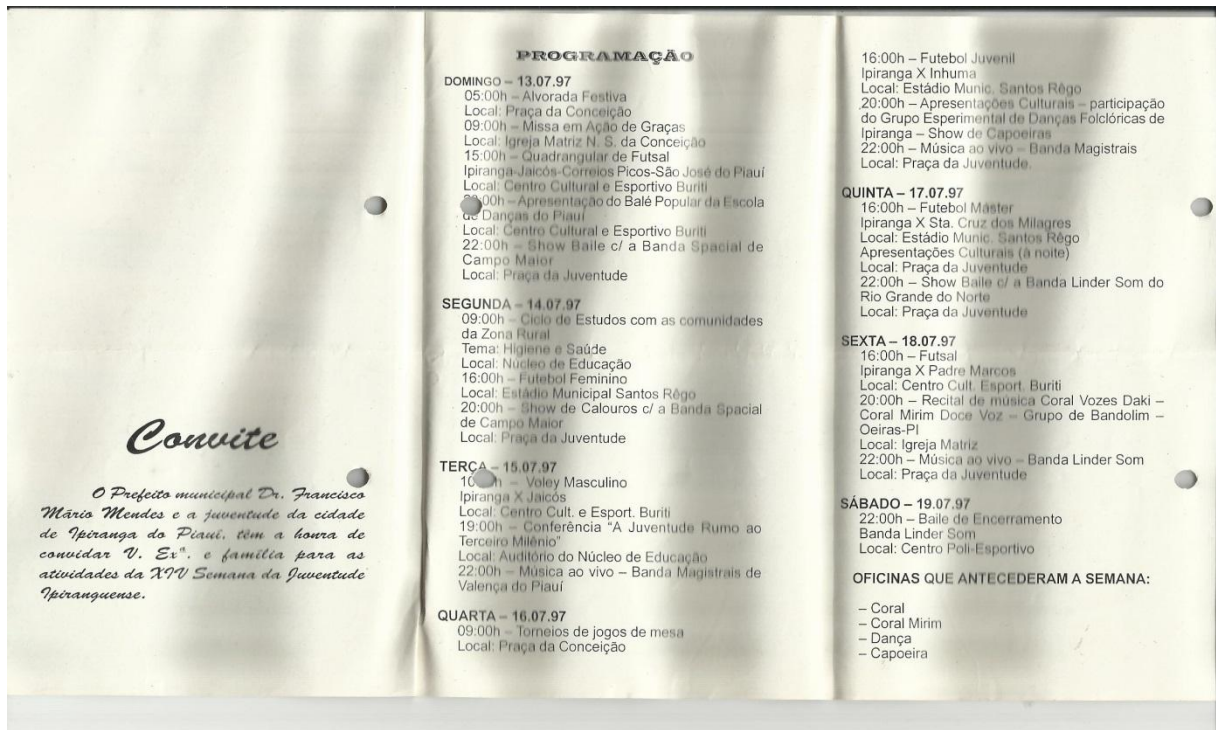 Convite
O Prefeito municipal Dr. Francisco
Mário Mendes e a juventude da cidade
de Ipiranga do Piauí, têm a honra de
convidar V. Exª. e família para as
atividades da XIV Semana da Juventude
Ipiranguense.
PROGRAMAÇÃO
DOMINGO – 13.07.97
05:00h – Alvorada Festiva
Local: Praça da Conceição
09:00h – Missa em Ação de Graças
Local: Igreja Matriz N. S. da Conceição
15:00h – Quadrangular de Futsal
Ipiranga-Jaicós-Correios Picos-São José do Piauí
Local: Centro Cultural e Esportivo Buriti
:00h – Apresentação do Balé Popular da Escola
de Danças do Piauí
Local: Centro Cultural e Esportivo Buriti
22:00h – Show Baile c/ a Banda Spacial de
Campo Maior
Local: Praça da Juventude
SEGUNDA – 14.07.97
09:00h – Ciclo de Estudos com as comunidades
da Zona Rural
Tema: Higiene e Saúde
Local: Núcleo de Educação
16:00h – Futebol Feminino
Local: Estádio Municipal Santos Rêgo
20:00h – Show de Calouros c/ a Banda Spacial
de Campo Maior
Local: Praça da Juventude
TERÇA – 15.07.97
– Voley Masculino
Ipiranga X Jaicós
Local: Centro Cult. e Esport. Buriti
19:00h – Conferência “A Juventude Rumo ao
Terceiro Milênio”
Local: Auditório do Núcleo de Educação
22:00h – Música ao vivo – Banda Magistrais de
Valença do Piauí
QUARTA – 16.07.97
09:00h – Torneios de jogos de mesa
Local: Praça da Conceição
16:00h – Futebol Juvenil
Ipiranga X Inhuma
Local: Estádio Munic. Santos Rêgo
20:00h – Apresentações Culturais – participação
do Grupo Esperimental de Danças Folclóricas de
Ipiranga – Show de Capoeiras
22:00h – Música ao vivo – Banda Magistrais
Local: Praça da Juventude.
QUINTA – 17.07.97
16:00h – Futebol Máster
Ipiranga X Sta. Cruz dos Milagres
Local: Estádio Munic. Santos Rêgo
Apresentações Culturais (à noite)
Local: Praça da Juventude
22:00h – Show Baile c/ a Banda Linder Som do
Rio Grande do Norte
Local: Praça da Juventude
SEXTA – 18.07.97
16:00h – Futsal
Ipiranga X Padre Marcos
Local: Centro Cult. Esport. Buriti
20:00h – Recital de música Coral Vozes Daki –
Coral Mirim Doce Voz – Grupo de Bandolim –
Oeiras-PI
Local: Igreja Matriz
22:00h – Música ao vivo – Banda Linder Som
Local: Praça da Juventude
SÁBADO – 19.07.97
22:00h – Baile de Encerramento
Banda Linder Som
Local: Centro Poli-Esportivo
OFICINAS QUE ANTECEDERAM A SEMANA:
– Coral
– Coral Mirim
– Dança
– Capoeira